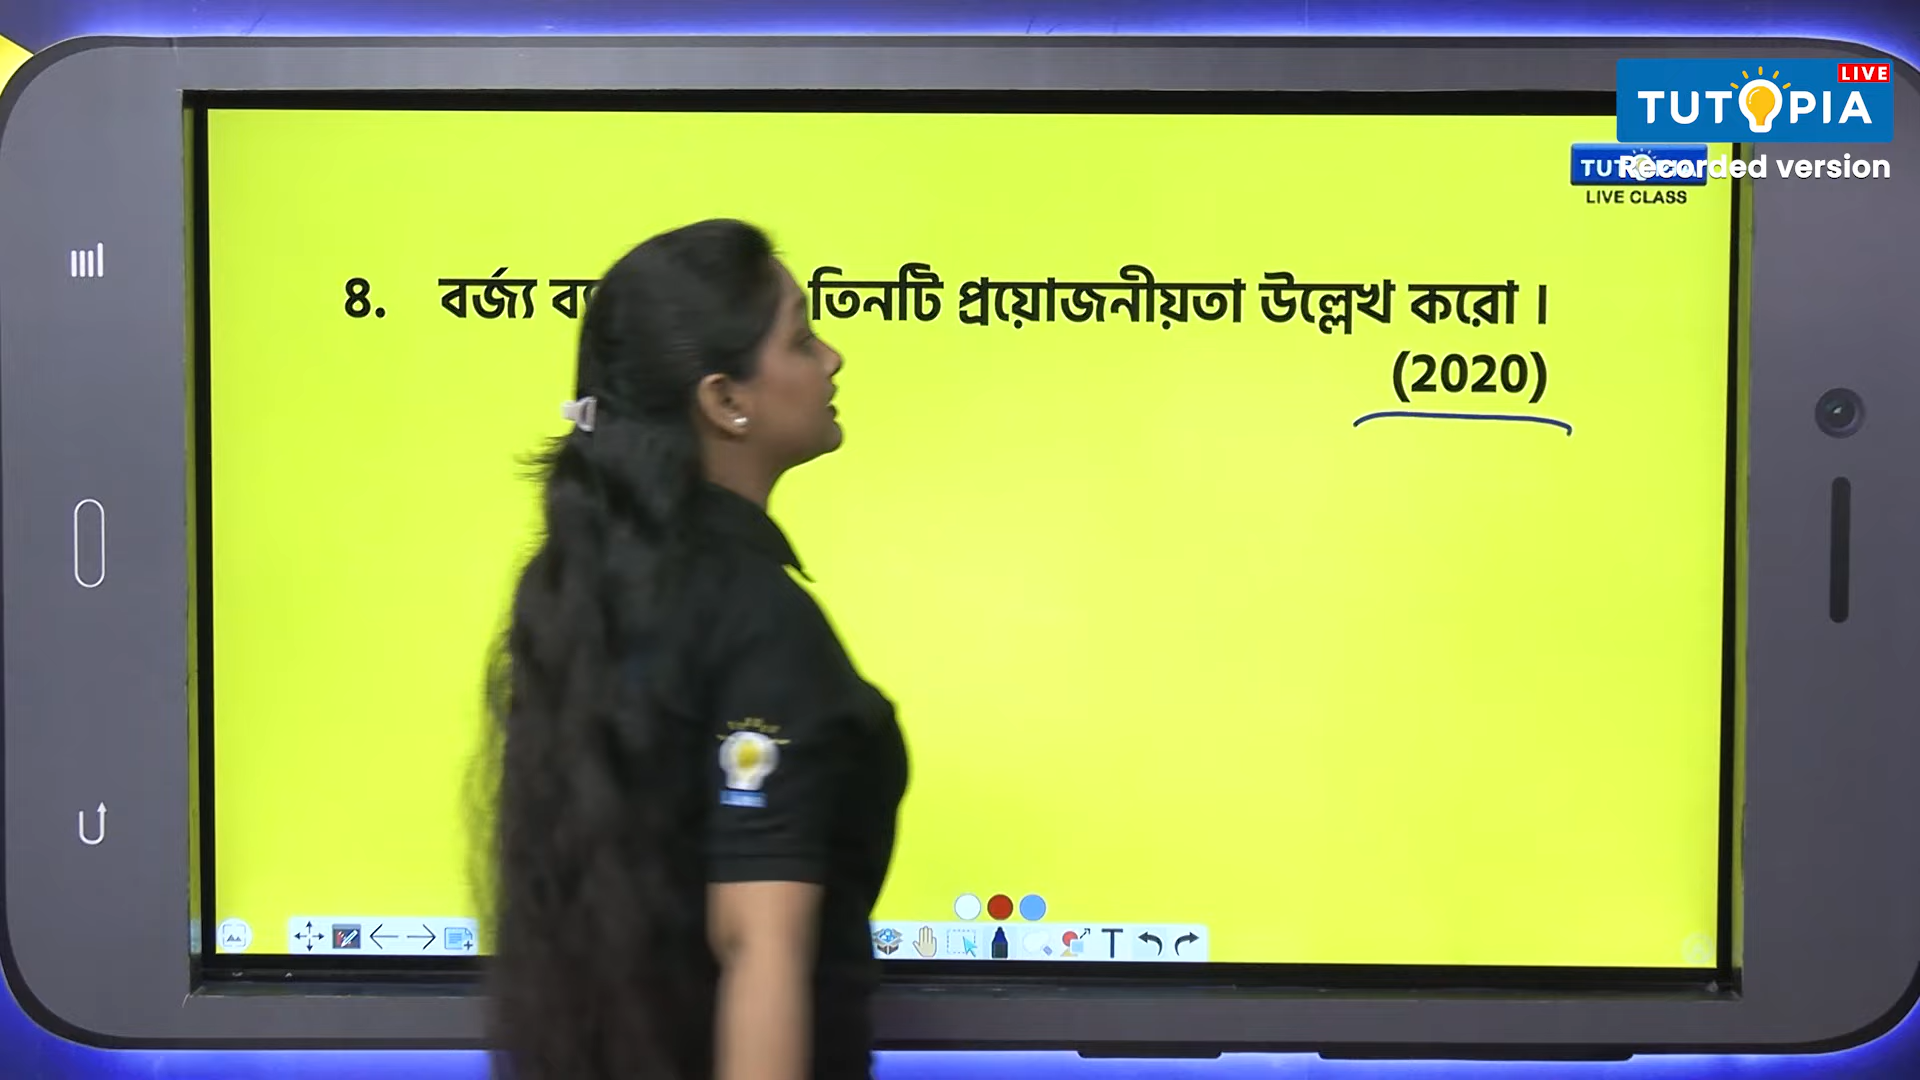 LIVE
TUTOPIA
Recorded version
LIVE CLASS
৪. বর্জ্য তিনটি প্রয়োজনীয়তা উল্লেখ করো।
(2020)
T